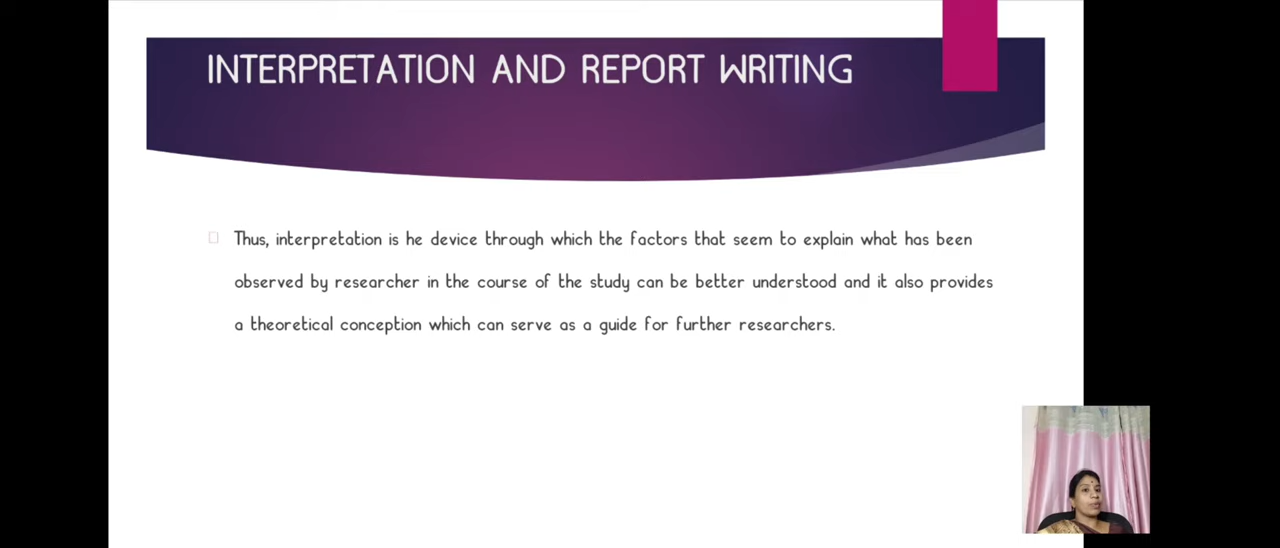 INTERPRETATION AND REPORT WRITING
Thus, interpretation is he device through which the factors that seem to explain what has been
observed by researcher in the course of the study can be better understood and it also provides
a theoretical conception which can serve as a guide for further researchers.